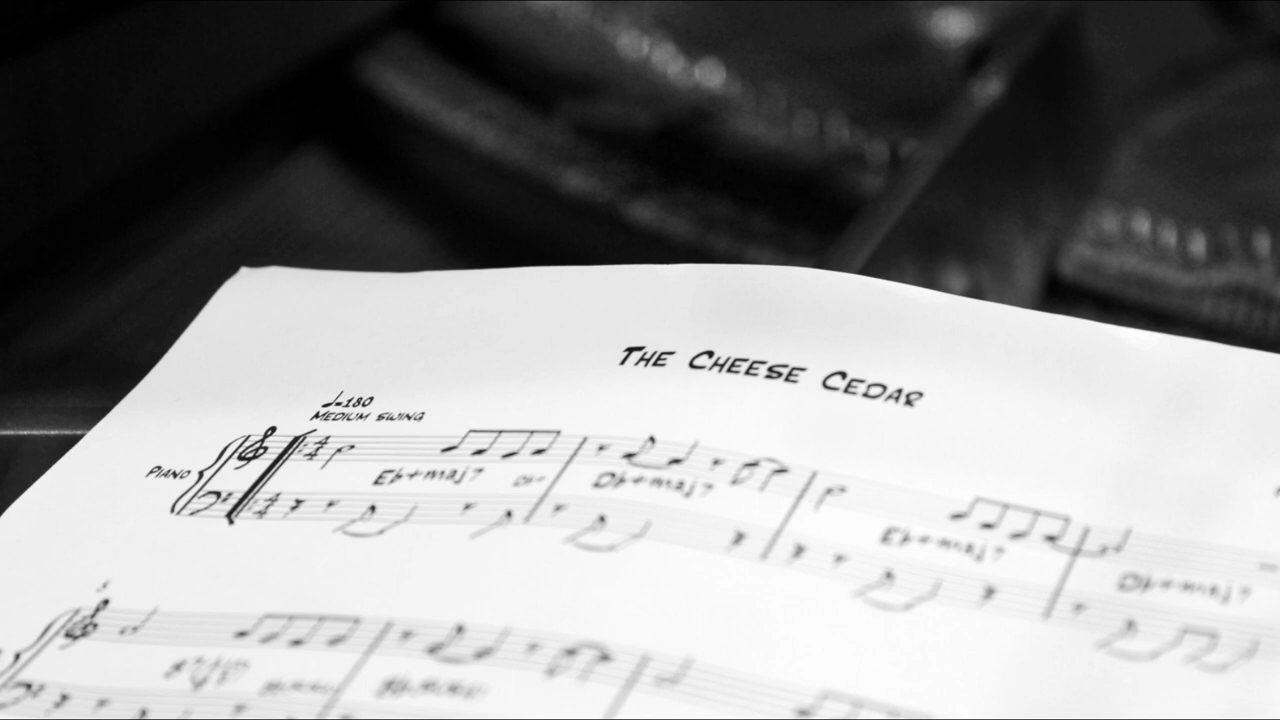 THE CHEESE CEDAR
♩=180
MEDIUM SWING
PIANO
Eb+maj7 Db+maj7 Eb+maj7 Db+maj7